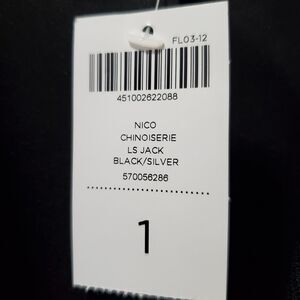 FL03-12
451002622088
NICO
CHINOISERIE
LS JACK
BLACK/SILVER
570056286
1